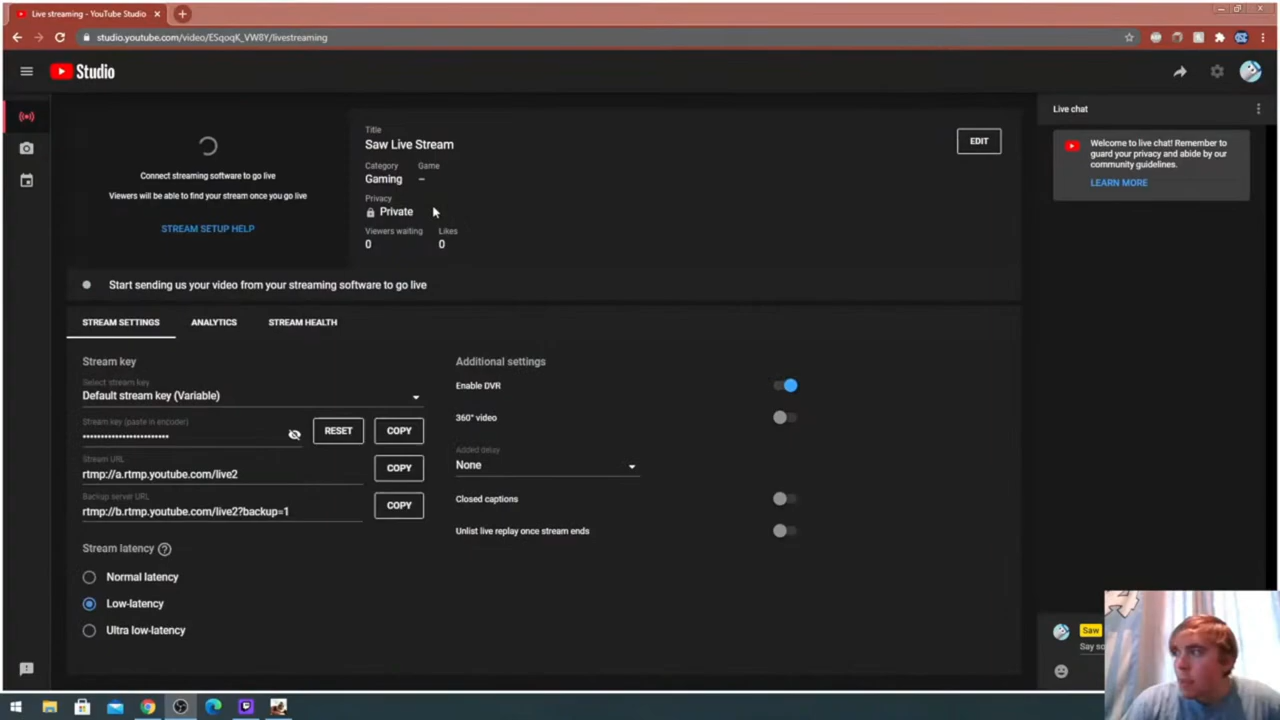 Live streaming - YouTube Studio
studio.youtube.com/video/ESqoqK_VW8Y/livestreaming
Studio
Connect streaming software to go live
Viewers will be able to find your stream once you go live
STREAM SETUP HELP
Title
Saw Live Stream
Category Game
Gaming –
Privacy
Private
Viewers waiting Likes
0 0
EDIT
Live chat
Welcome to live chat! Remember to
guard your privacy and abide by our
community guidelines.
LEARN MORE
Start sending us your video from your streaming software to go live
STREAM SETTINGS ANALYTICS STREAM HEALTH
Stream key
Select stream key
Default stream key (Variable)
Stream key (paste in encoder)
RESET COPY
Stream URL
rtmp://a.rtmp.youtube.com/live2
COPY
Backup server URL
rtmp://b.rtmp.youtube.com/live2?backup=1
COPY
Stream latency
Normal latency
Low-latency
Ultra low-latency
Additional settings
Enable DVR
360° video
Added delay
None
Closed captions
Unlist live replay once stream ends
Saw
Say so